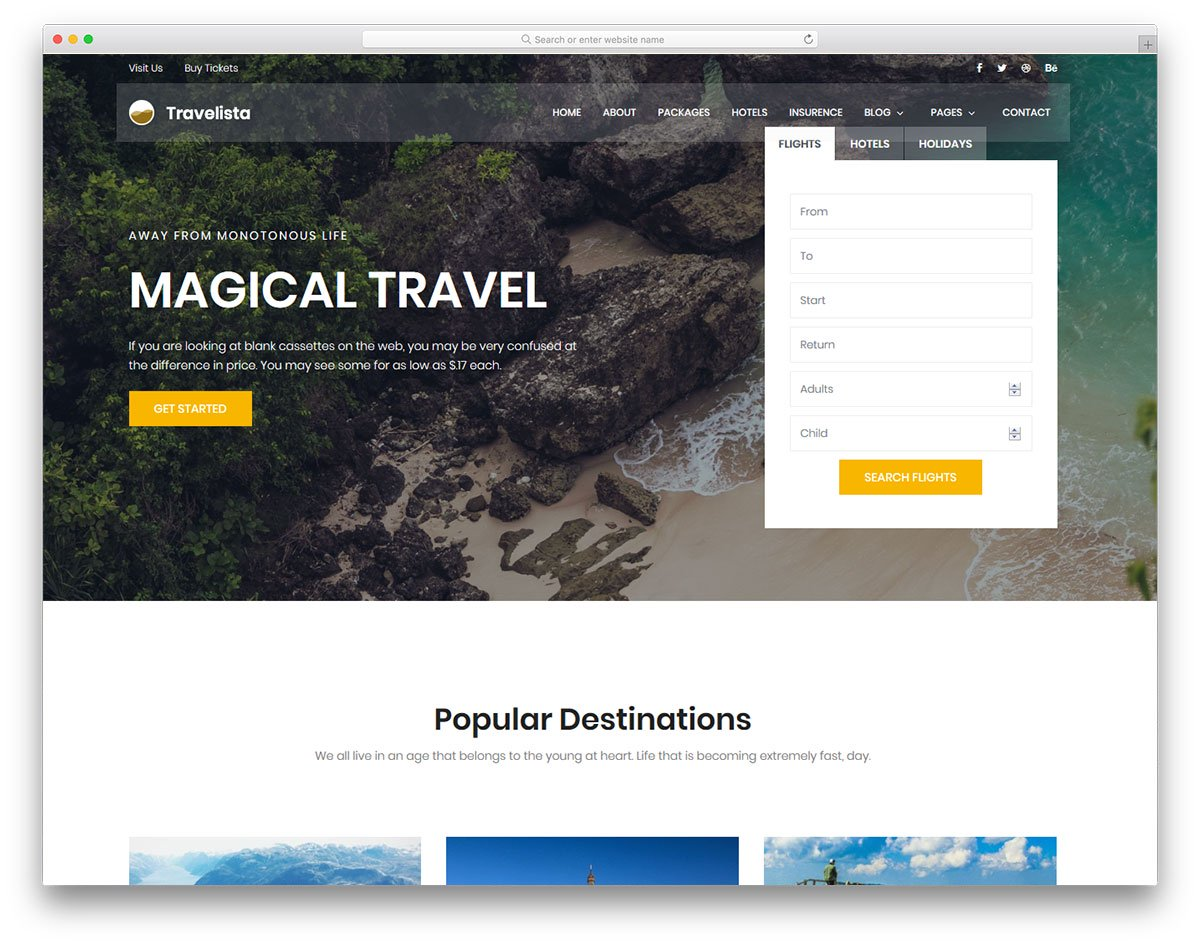 Search or enter website name
Visit Us Buy Tickets
Bē
Travelista
HOME ABOUT PACKAGES HOTELS INSURENCE BLOG PAGES CONTACT
FLIGHTS HOTELS HOLIDAYS
AWAY FROM MONOTONOUS LIFE
MAGICAL TRAVEL
If you are looking at blank cassettes on the web, you may be very confused at
the difference in price. You may see some for as low as $.17 each.
GET STARTED
From
To
Start
Return
Adults
Child
SEARCH FLIGHTS
Popular Destinations
We all live in an age that belongs to the young at heart. Life that is becoming extremely fast, day.